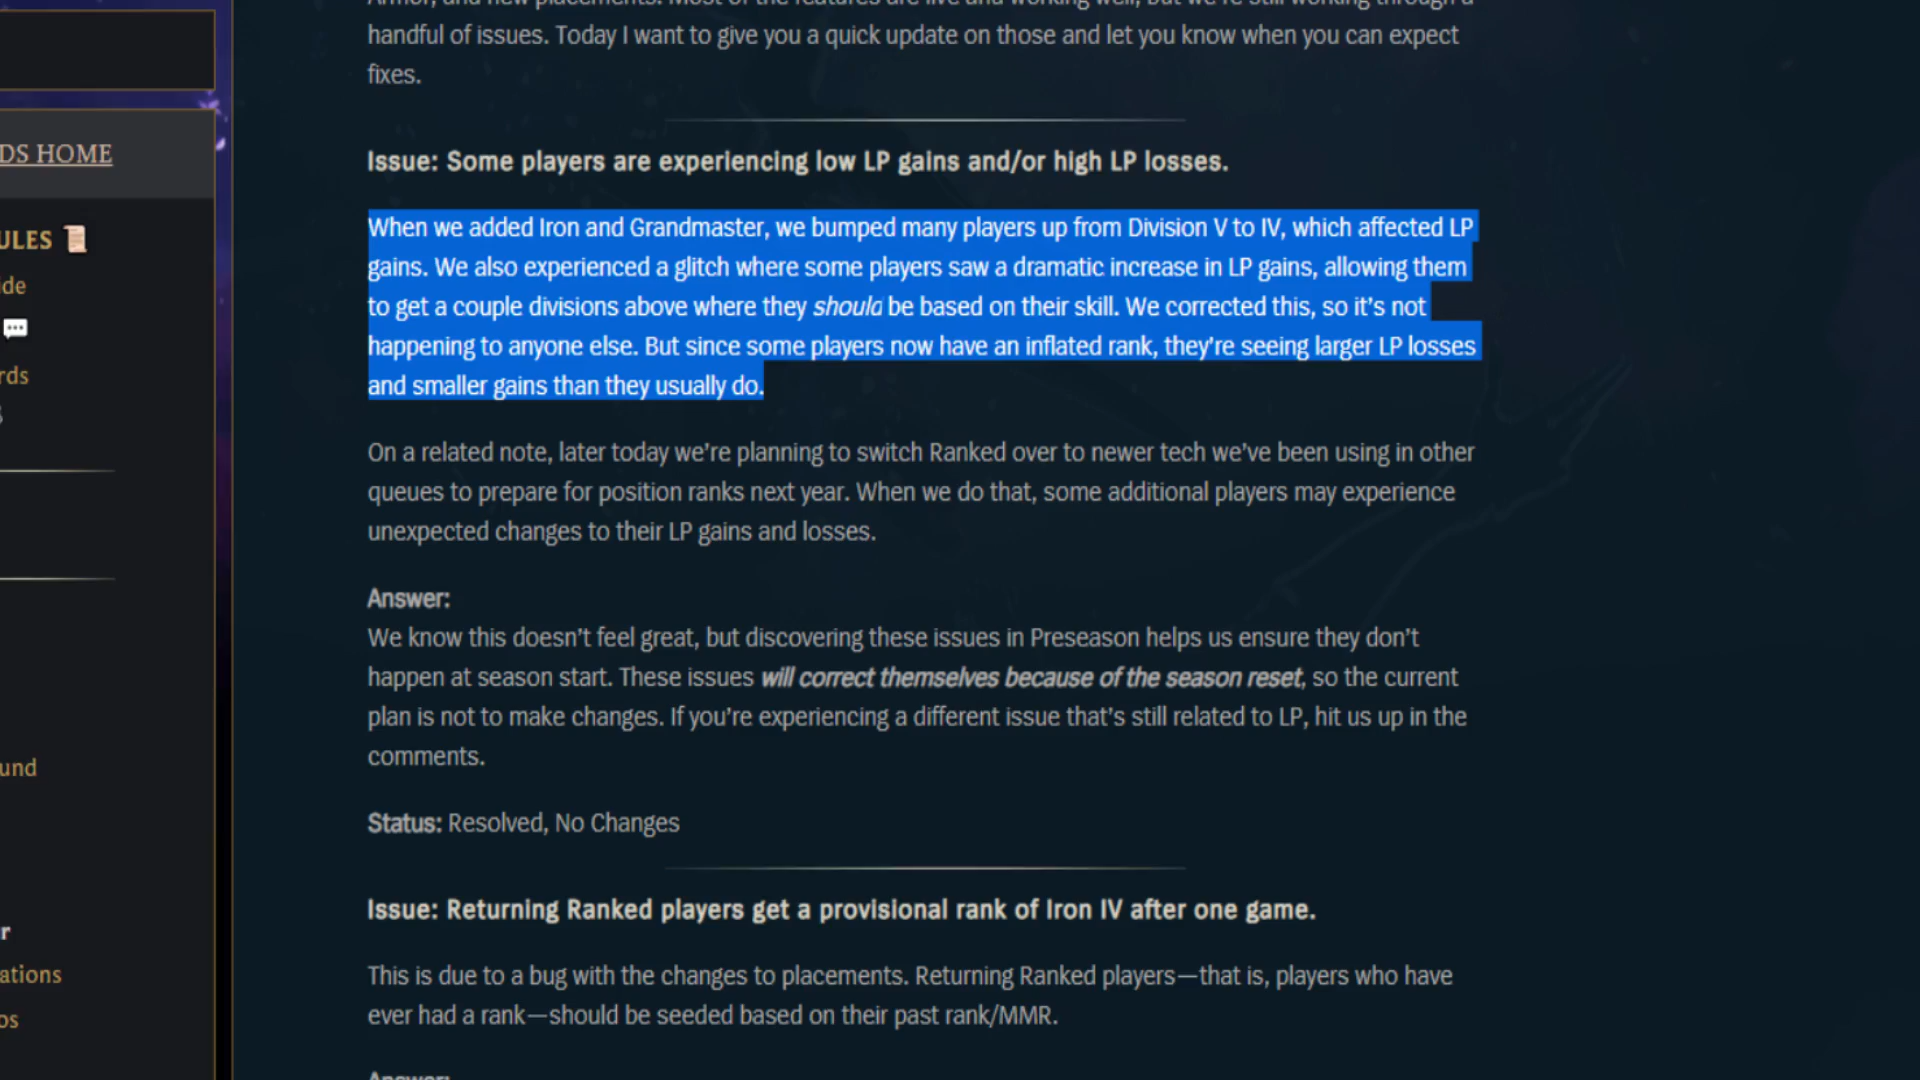 handful of issues. Today I want to give you a quick update on those and let you know when you can expect
fixes.
DS HOME
Issue: Some players are experiencing low LP gains and/or high LP losses.
ULES
ide
rds
When we added Iron and Grandmaster, we bumped many players up from Division V to IV, which affected LP
gains. We also experienced a glitch where some players saw a dramatic increase in LP gains, allowing them
to get a couple divisions above where they should be based on their skill. We corrected this, so it's not
happening to anyone else. But since some players now have an inflated rank, they're seeing larger LP losses
and smaller gains than they usually do.
On a related note, later today we're planning to switch Ranked over to newer tech we've been using in other
queues to prepare for position ranks next year. When we do that, some additional players may experience
unexpected changes to their LP gains and losses.
Answer:
We know this doesn't feel great, but discovering these issues in Preseason helps us ensure they don't
happen at season start. These issues will correct themselves because of the season reset, so the current
plan is not to make changes. If you're experiencing a different issue that's still related to LP, hit us up in the
comments.
und
Status: Resolved, No Changes
Issue: Returning Ranked players get a provisional rank of Iron IV after one game.
r
ations
os
This is due to a bug with the changes to placements. Returning Ranked players—that is, players who have
ever had a rank—should be seeded based on their past rank/MMR.